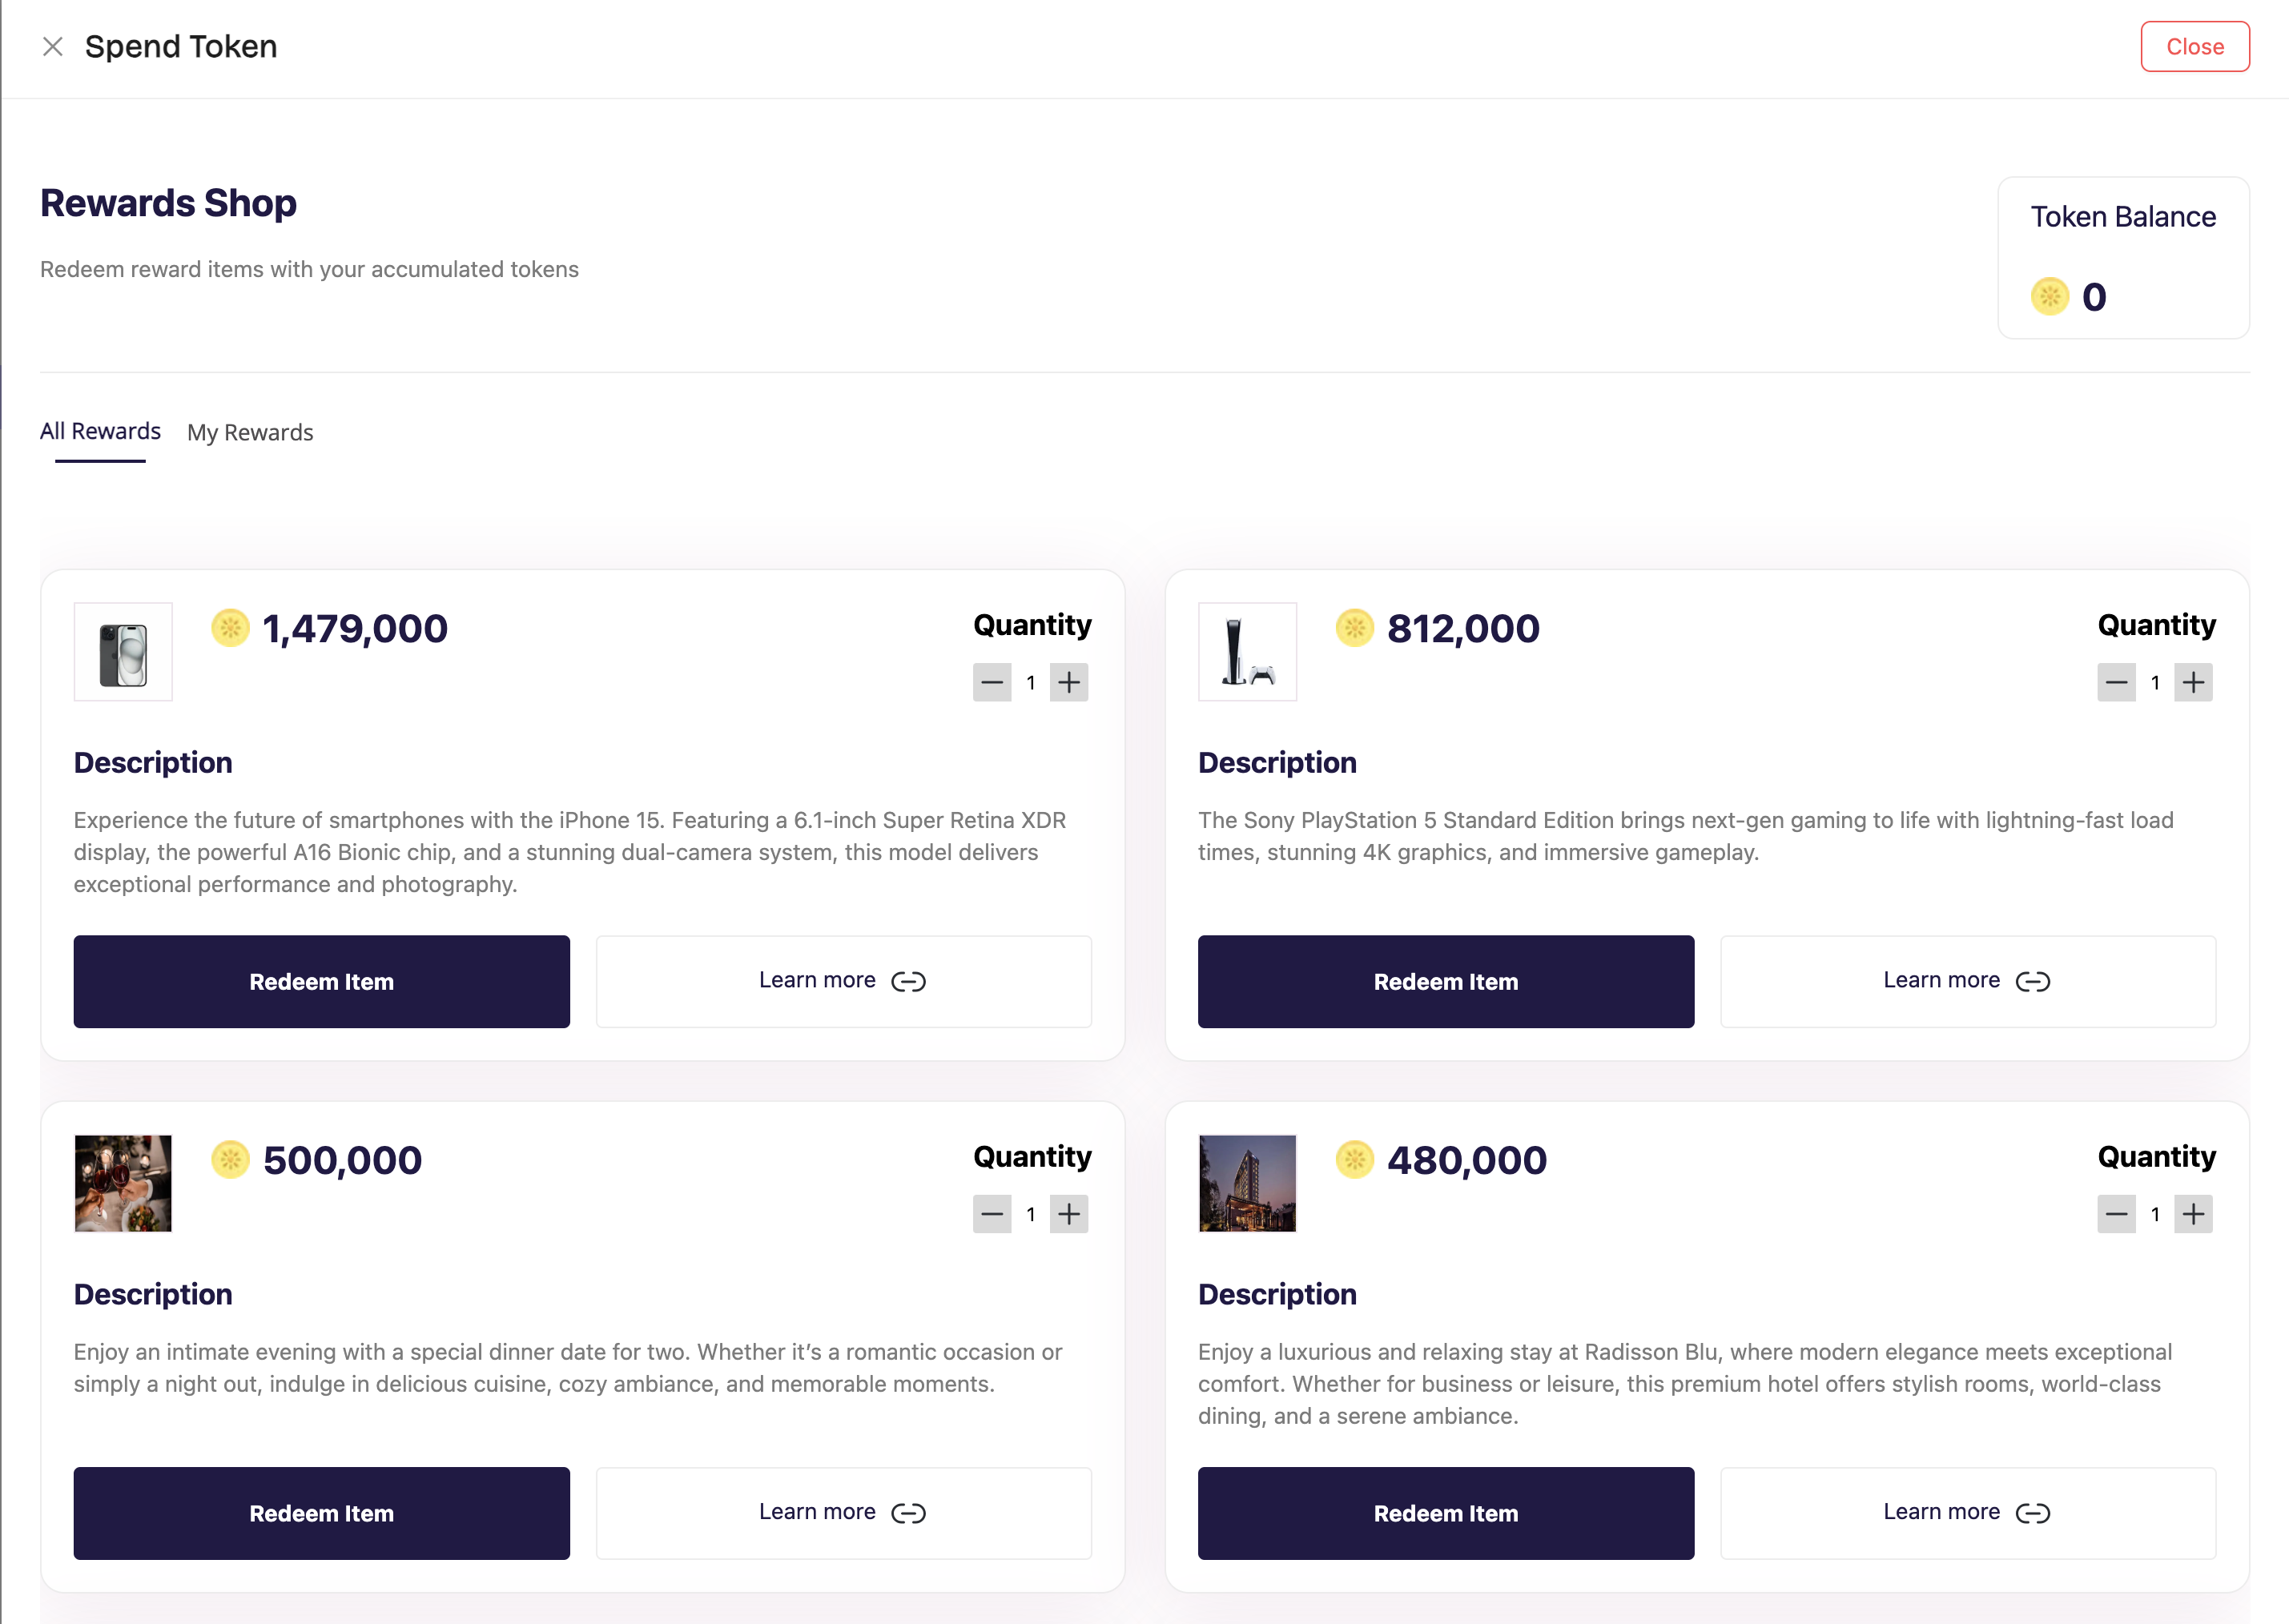 Spend Token
Close
Rewards Shop
Redeem reward items with your accumulated tokens
Token Balance
0
All Rewards
My Rewards
1,479,000
Quantity
1
Description
Experience the future of smartphones with the iPhone 15. Featuring a 6.1-inch Super Retina XDR
display, the powerful A16 Bionic chip, and a stunning dual-camera system, this model delivers
exceptional performance and photography.
Redeem Item
Learn more
812,000
Quantity
1
Description
The Sony PlayStation 5 Standard Edition brings next-gen gaming to life with lightning-fast load
times, stunning 4K graphics, and immersive gameplay.
Redeem Item
Learn more
500,000
Quantity
1
Description
Enjoy an intimate evening with a special dinner date for two. Whether it’s a romantic occasion or
simply a night out, indulge in delicious cuisine, cozy ambiance, and memorable moments.
Redeem Item
Learn more
480,000
Quantity
1
Description
Enjoy a luxurious and relaxing stay at Radisson Blu, where modern elegance meets exceptional
comfort. Whether for business or leisure, this premium hotel offers stylish rooms, world-class
dining, and a serene ambiance.
Redeem Item
Learn more